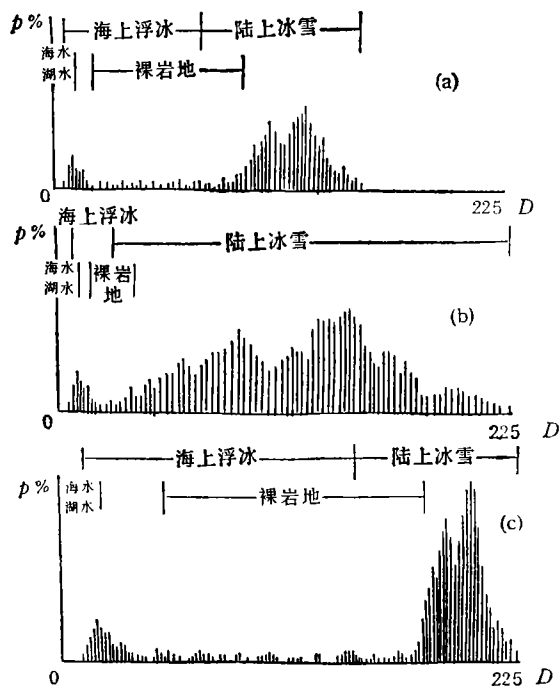 p%
海上浮冰 陆上冰雪
海水
湖水
裸岩地
(a)
0 225 D
海上浮冰
p% 陆上冰雪
海水
湖水
裸岩
地
(b)
0 225 D
海上浮冰 陆上冰雪
p%
海水
湖水
裸岩地
(c)
0 225 D